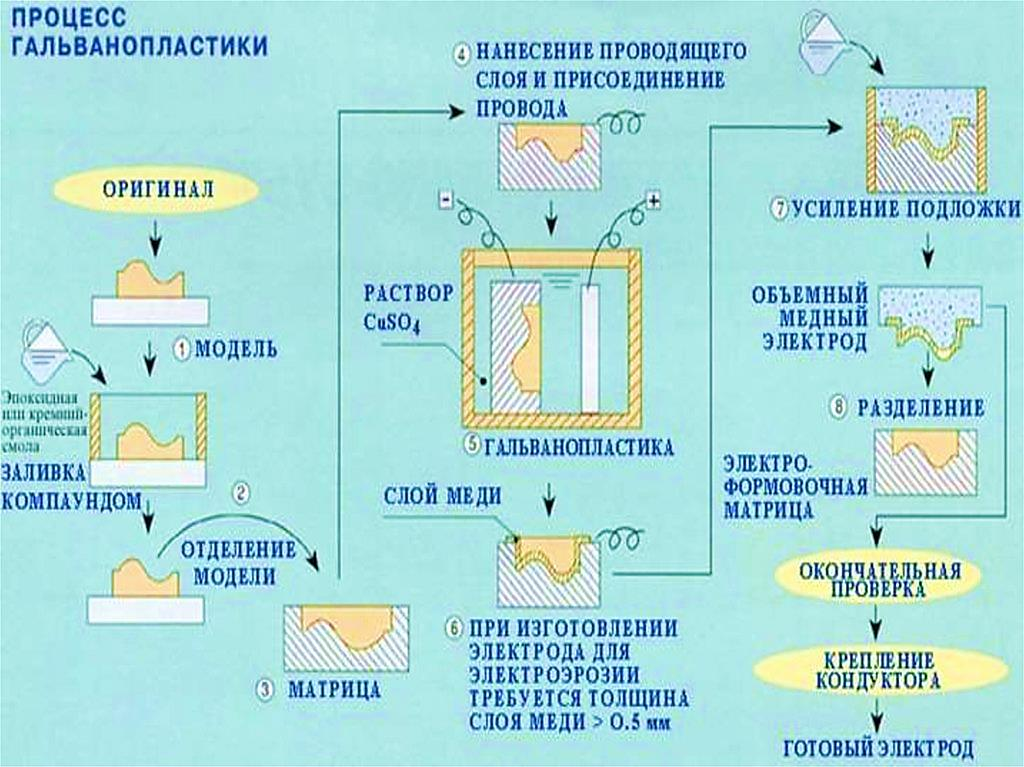 ПРОЦЕСС
ГАЛЬВАНОПЛАСТИКИ
ОРИГИНАЛ
1 МОДЕЛЬ
Эпоксидная
или кремний-
органическая
смола
ЗАЛИВКА
КОМПАУНДОМ
2
ОТДЕЛЕНИЕ
МОДЕЛИ
3 МАТРИЦА
4 НАНЕСЕНИЕ ПРОВОДЯЩЕГО
СЛОЯ И ПРИСОЕДИНЕНИЕ
ПРОВОДА
- +
РАСТВОР
CuSO4
5 ГАЛЬВАНОПЛАСТИКА
СЛОЙ МЕДИ
6 ПРИ ИЗГОТОВЛЕНИИ
ЭЛЕКТРОДА ДЛЯ
ЭЛЕКТРОЭРОЗИИ
ТРЕБУЕТСЯ ТОЛЩИНА
СЛОЯ МЕДИ > 0.5 мм
7 УСИЛЕНИЕ ПОДЛОЖКИ
ОБЪЕМНЫЙ
МЕДНЫЙ
ЭЛЕКТРОД
8 РАЗДЕЛЕНИЕ
ЭЛЕКТРО-
ФОРМОВОЧНАЯ
МАТРИЦА
ОКОНЧАТЕЛЬНАЯ
ПРОВЕРКА
КРЕПЛЕНИЕ
КОНДУКТОРА
ГОТОВЫЙ ЭЛЕКТРОД